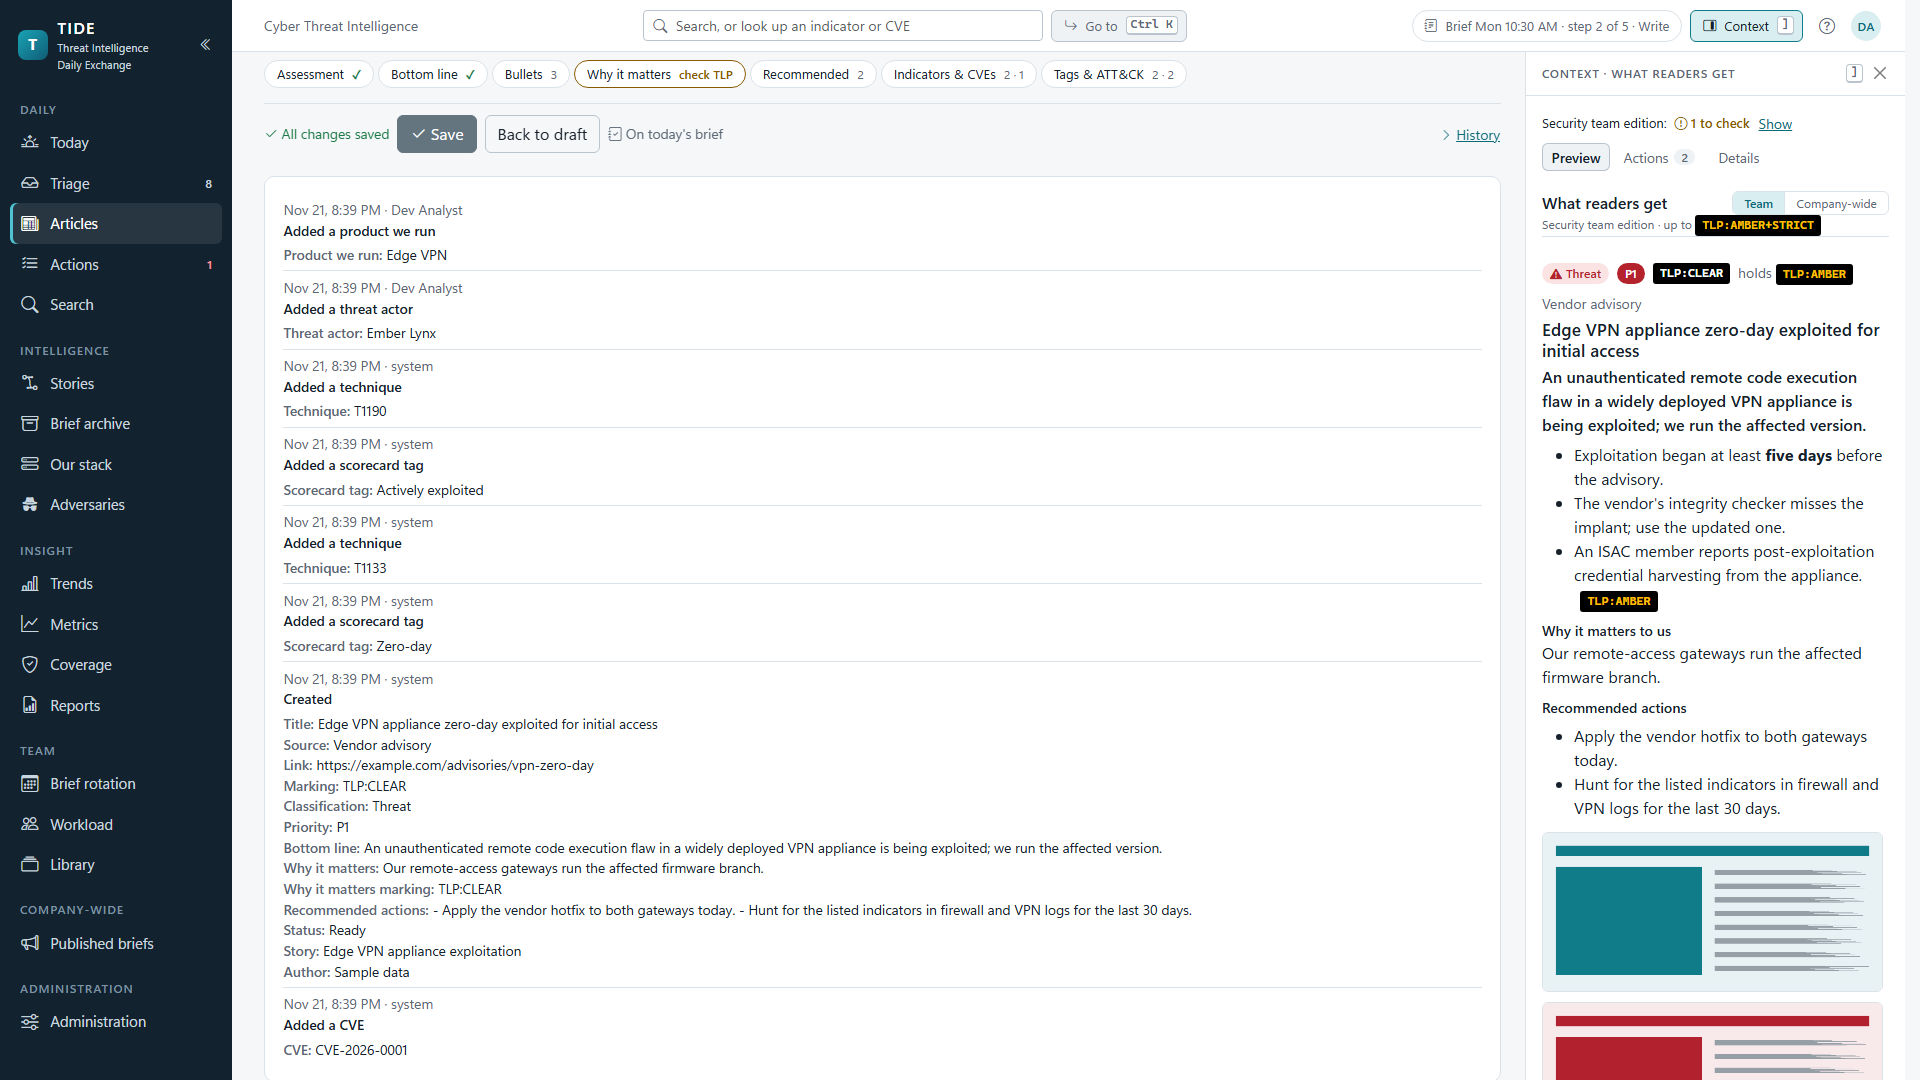 T
TIDE
Threat Intelligence
Daily Exchange
DAILY
Today
Triage 8
Articles
Actions 1
Search
INTELLIGENCE
Stories
Brief archive
Our stack
Adversaries
INSIGHT
Trends
Metrics
Coverage
Reports
TEAM
Brief rotation
Workload
Library
COMPANY-WIDE
Published briefs
ADMINISTRATION
Administration
Cyber Threat Intelligence
Search, or look up an indicator or CVE
Go to Ctrl K
Brief Mon 10:30 AM · step 2 of 5 · Write
Context ]
DA
Assessment ✓
Bottom line ✓
Bullets 3
Why it matters check TLP
Recommended 2
Indicators & CVEs 2 · 1
Tags & ATT&CK 2 · 2
All changes saved
Save
Back to draft
On today's brief
History
Nov 21, 8:39 PM · Dev Analyst
Added a product we run
Product we run: Edge VPN
Nov 21, 8:39 PM · Dev Analyst
Added a threat actor
Threat actor: Ember Lynx
Nov 21, 8:39 PM · system
Added a technique
Technique: T1190
Nov 21, 8:39 PM · system
Added a scorecard tag
Scorecard tag: Actively exploited
Nov 21, 8:39 PM · system
Added a technique
Technique: T1133
Nov 21, 8:39 PM · system
Added a scorecard tag
Scorecard tag: Zero-day
Nov 21, 8:39 PM · system
Created
Title: Edge VPN appliance zero-day exploited for initial access
Source: Vendor advisory
Link: https://example.com/advisories/vpn-zero-day
Marking: TLP:CLEAR
Classification: Threat
Priority: P1
Bottom line: An unauthenticated remote code execution flaw in a widely deployed VPN appliance is being exploited; we run the affected version.
Why it matters: Our remote-access gateways run the affected firmware branch.
Why it matters marking: TLP:CLEAR
Recommended actions: - Apply the vendor hotfix to both gateways today. - Hunt for the listed indicators in firewall and VPN logs for the last 30 days.
Status: Ready
Story: Edge VPN appliance exploitation
Author: Sample data
Nov 21, 8:39 PM · system
Added a CVE
CVE: CVE-2026-0001
CONTEXT · WHAT READERS GET ]
Security team edition: 1 to check Show
Preview Actions 2 Details
What readers get Team Company-wide
Security team edition · up to TLP:AMBER+STRICT
Threat P1 TLP:CLEAR holds TLP:AMBER
Vendor advisory
Edge VPN appliance zero-day exploited for
initial access
An unauthenticated remote code execution
flaw in a widely deployed VPN appliance is
being exploited; we run the affected version.
• Exploitation began at least five days before
the advisory.
• The vendor's integrity checker misses the
implant; use the updated one.
• An ISAC member reports post-exploitation
credential harvesting from the appliance.
TLP:AMBER
Why it matters to us
Our remote-access gateways run the affected
firmware branch.
Recommended actions
• Apply the vendor hotfix to both gateways
today.
• Hunt for the listed indicators in firewall and
VPN logs for the last 30 days.